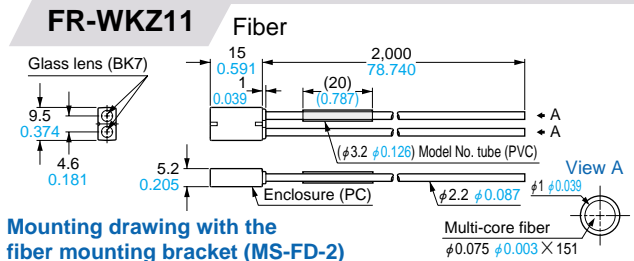 FR-WKZ11
Fiber
Glass lens (BK7)
15
0.591
2,000
78.740
1
0.039
(20)
(0.787)
9.5
0.374
4.6
0.181
A
A
(ϕ3.2 ϕ0.126) Model No. tube (PVC)
5.2
0.205
Enclosure (PC)
ϕ2.2 ϕ0.087
View A
ϕ1 ϕ0.039
Multi-core fiber
ϕ0.075 ϕ0.003 × 151
Mounting drawing with the
fiber mounting bracket (MS-FD-2)